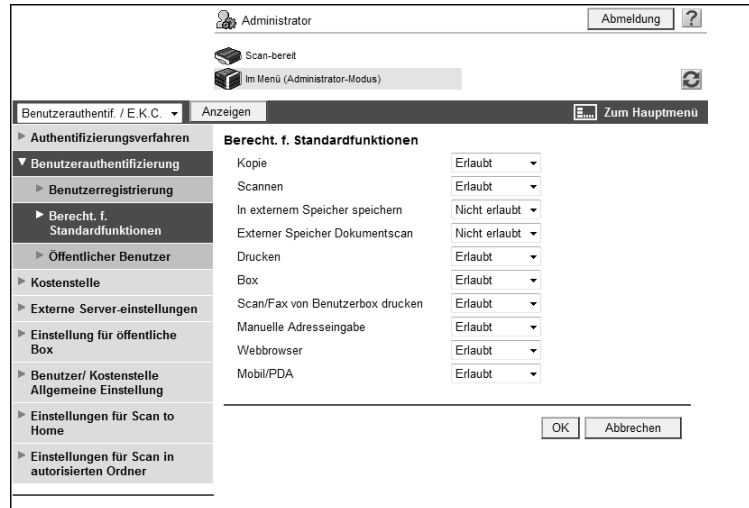 Administrator
Abmeldung
?
Scan-bereit
Im Menü (Administrator-Modus)
Benutzerauthentif. / E.K.C.
Anzeigen
Zum Hauptmenü
Authentifizierungsverfahren
Benutzerauthentifizierung
Benutzerregistrierung
Berecht. f.
Standardfunktionen
Öffentlicher Benutzer
Kostenstelle
Externe Server-einstellungen
Einstellung für öffentliche
Box
Benutzer/ Kostenstelle
Allgemeine Einstellung
Einstellungen für Scan to
Home
Einstellungen für Scan in
autorisierten Ordner
Berecht. f. Standardfunktionen
Kopie Erlaubt
Scannen Erlaubt
In externem Speicher speichern Nicht erlaubt
Externer Speicher Dokumentscan Nicht erlaubt
Drucken Erlaubt
Box Erlaubt
Scan/Fax von Benutzerbox drucken Erlaubt
Manuelle Adresseingabe Erlaubt
Webbrowser Erlaubt
Mobil/PDA Erlaubt
OK Abbrechen